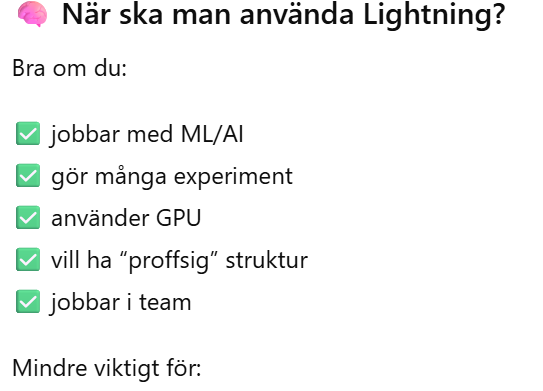 🧠 När ska man använda Lightning?
Bra om du:
✅ jobbar med ML/AI
✅ gör många experiment
✅ använder GPU
✅ vill ha “proffsig” struktur
✅ jobbar i team
Mindre viktigt för: